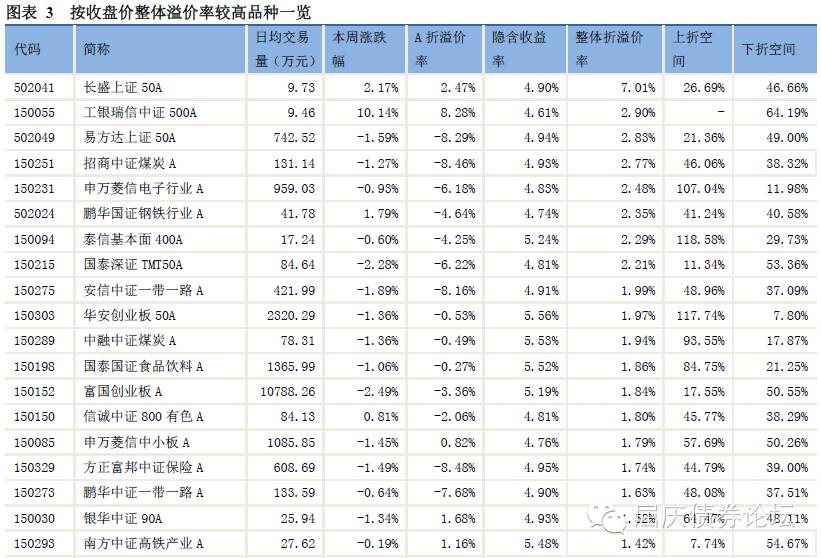 图表 3 按收盘价整体溢价率较高品种一览
代码 简称 日均交易量（万元） 本周涨跌幅 A 折溢价率 隐含收益率 整体折溢价率 上折空间 下折空间
502041 长盛上证 50A 9.73 2.17% 2.47% 4.90% 7.01% 26.69% 46.66%
150055 工银瑞信中证 500A 9.46 10.14% 8.28% 4.61% 2.90% - 64.19%
502049 易方达上证 50A 742.52 -1.59% -8.29% 4.94% 2.83% 21.36% 49.00%
150251 招商中证煤炭 A 131.14 -1.27% -8.46% 4.93% 2.77% 46.06% 38.32%
150231 申万菱信电子行业 A 959.03 -0.93% -6.18% 4.83% 2.48% 107.04% 11.98%
502024 鹏华国证钢铁行业 A 41.78 1.79% -4.64% 4.74% 2.35% 41.24% 40.58%
150094 泰信基本面 400A 17.24 -0.60% -4.25% 5.24% 2.29% 118.58% 29.73%
150215 国泰深证 TMT50A 84.64 -2.28% -6.22% 4.81% 2.21% 11.34% 53.36%
150275 安信中证一带一路 A 421.99 -1.89% -8.16% 4.91% 1.99% 48.96% 37.09%
150303 华安创业板 50A 2320.29 -1.36% -0.53% 5.56% 1.97% 117.74% 7.80%
150289 中融中证煤炭 A 78.31 -1.36% -0.49% 5.53% 1.94% 93.55% 17.87%
150198 国泰国证食品饮料 A 1365.99 -1.06% -0.27% 5.52% 1.86% 84.75% 21.25%
150152 富国创业板 A 10788.26 -2.49% -3.36% 5.19% 1.84% 17.55% 50.55%
150150 信诚中证 800 有色 A 84.13 0.81% -2.06% 4.81% 1.80% 45.77% 38.29%
150085 申万菱信中小板 A 1085.85 -1.45% 0.82% 4.76% 1.79% 57.69% 50.26%
150329 方正富邦中证保险 A 608.69 -1.49% -8.48% 4.95% 1.74% 44.79% 39.00%
150273 鹏华中证一带一路 A 133.59 -0.64% -7.68% 4.90% 1.63% 48.08% 37.51%
150030 银华中证 90A 25.94 -1.34% 1.68% 4.93% 1.52% 64.47% 48.11%
150293 南方中证高铁产业 A 27.62 -0.19% 1.16% 5.48% 1.42% 7.74% 54.67%
屈庆债券论坛